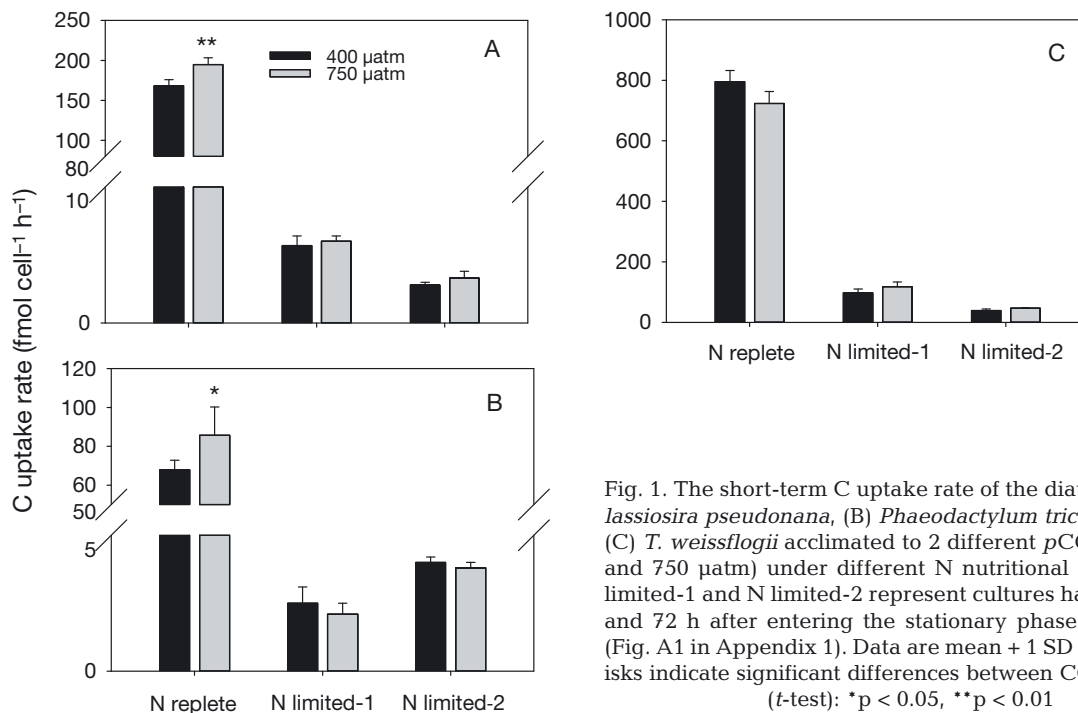 250
200
150
100
80
10
0
**
400 µatm
750 µatm
A
C uptake rate (fmol cell⁻¹ h⁻¹)
120
100
80
60
50
5
0
*
B
N replete N limited-1 N limited-2
1000
800
600
400
200
0
C
N replete N limited-1 N limited-2
Fig. 1. The short-term C uptake rate of the
lassiosira pseudonana, (B) Phaeodactylum
(C) T. weissflogii acclimated to 2 different
and 750 µatm) under different N nutritional
limited-1 and N limited-2 represent cultures
and 72 h after entering the stationary phase
(Fig. A1 in Appendix 1). Data are mean + 1 SD
isks indicate significant differences between
(t-test): *p < 0.05, **p < 0.01